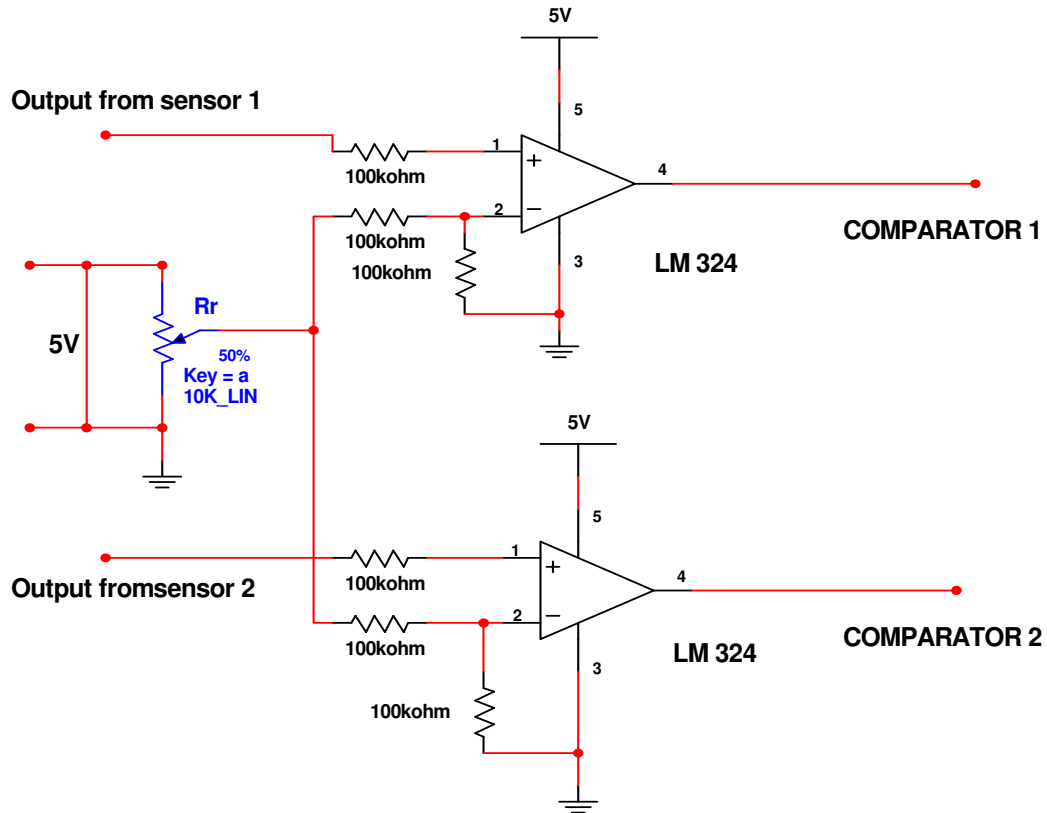 5V
Output from sensor 1
5
1
4
+
100kohm
2
−
COMPARATOR 1
100kohm
LM 324
100kohm
3
Rr
5V
50%
Key = a
10K_LIN
5V
5
1
+
4
Output fromsensor 2
100kohm
2
−
COMPARATOR 2
100kohm
LM 324
3
100kohm